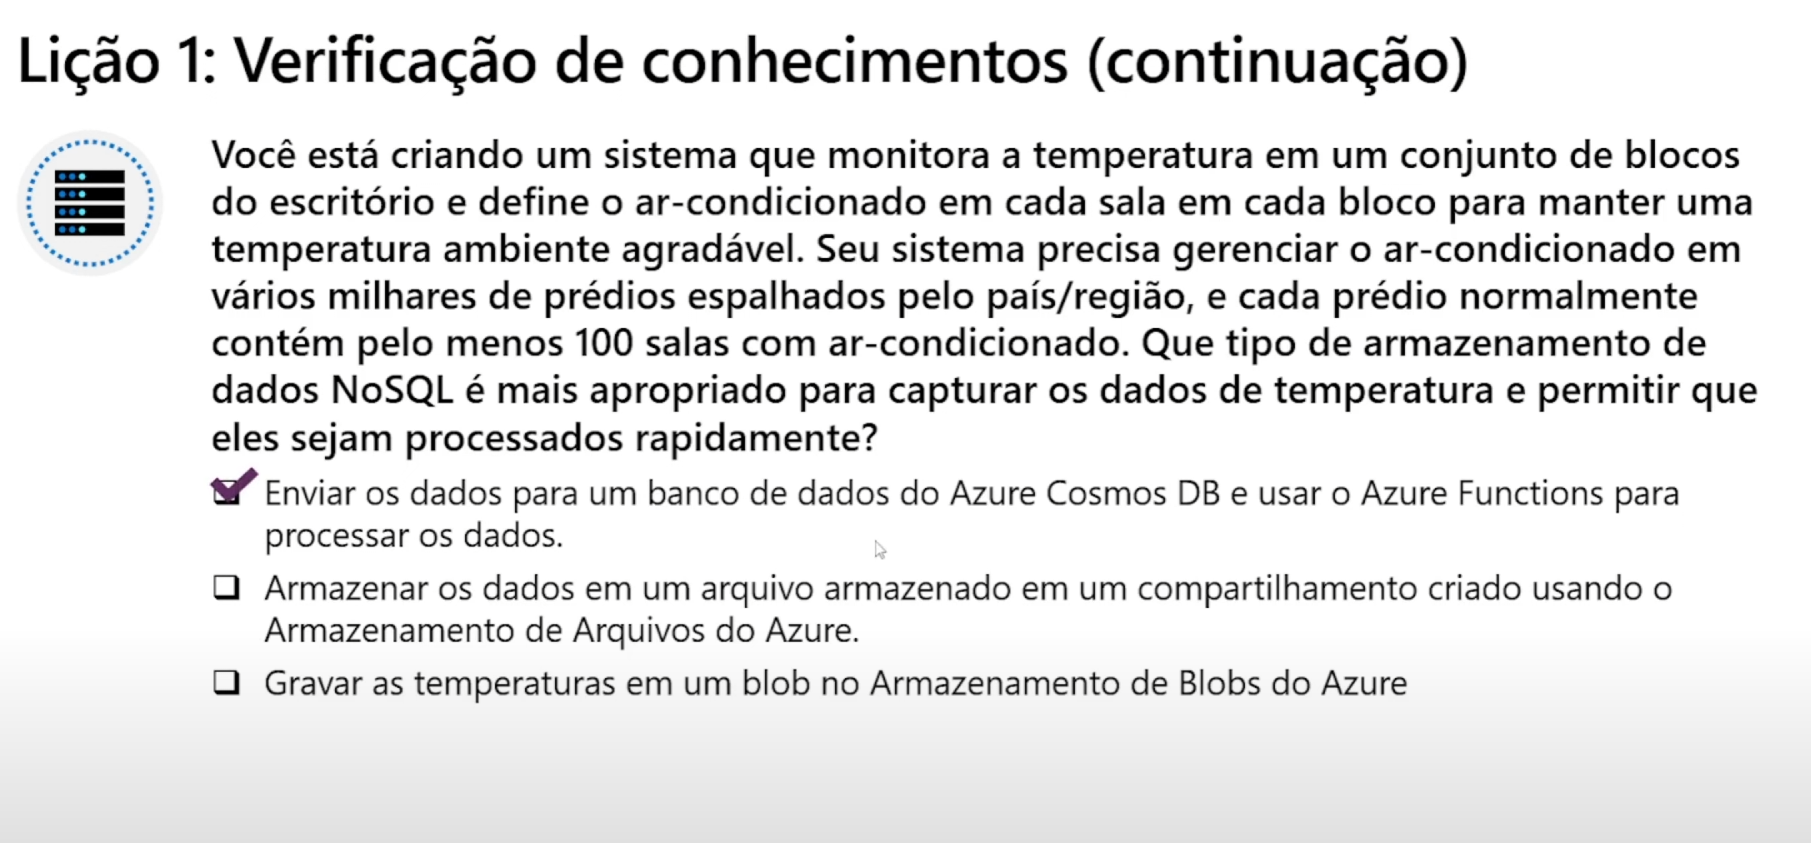 Lição 1: Verificação de conhecimentos (continuação)
Você está criando um sistema que monitora a temperatura em um conjunto de blocos
do escritório e define o ar-condicionado em cada sala em cada bloco para manter uma
temperatura ambiente agradável. Seu sistema precisa gerenciar o ar-condicionado em
vários milhares de prédios espalhados pelo país/região, e cada prédio normalmente
contém pelo menos 100 salas com ar-condicionado. Que tipo de armazenamento de
dados NoSQL é mais apropriado para capturar os dados de temperatura e permitir que
eles sejam processados rapidamente?
Enviar os dados para um banco de dados do Azure Cosmos DB e usar o Azure Functions para
processar os dados.
Armazenar os dados em um arquivo armazenado em um compartilhamento criado usando o
Armazenamento de Arquivos do Azure.
Gravar as temperaturas em um blob no Armazenamento de Blobs do Azure